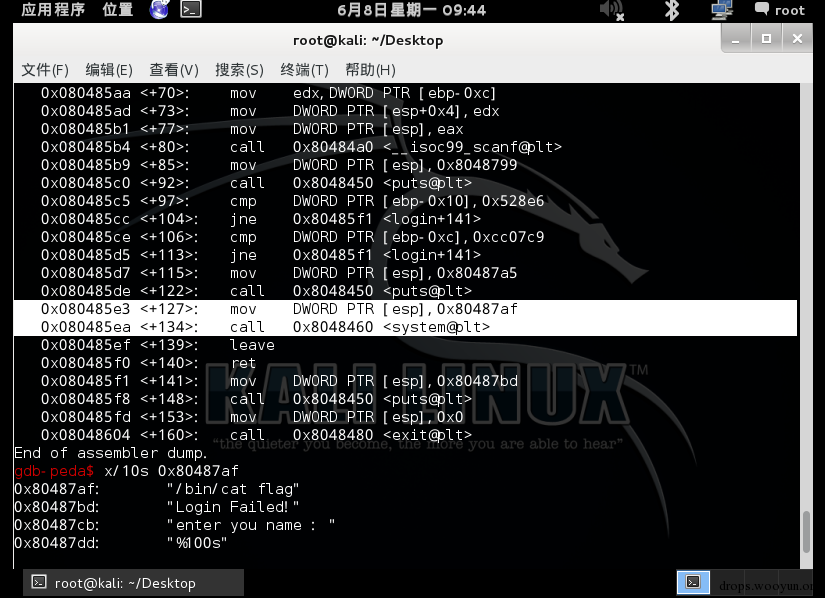 应用程序 位置 6月8日星期一 09:44 root
root@kali: ~/Desktop
文件(F) 编辑(E) 查看(V) 搜索(S) 终端(T) 帮助(H)
0x080485aa <+70>: mov edx,DWORD PTR [ebp-0xc]
0x080485ad <+73>: mov DWORD PTR [esp+0x4],edx
0x080485b1 <+77>: mov DWORD PTR [esp],eax
0x080485b4 <+80>: call 0x80484a0 <__isoc99_scanf@plt>
0x080485b9 <+85>: mov DWORD PTR [esp],0x8048799
0x080485c0 <+92>: call 0x8048450 <puts@plt>
0x080485c5 <+97>: cmp DWORD PTR [ebp-0x10],0x528e6
0x080485cc <+104>: jne 0x80485f1 <login+141>
0x080485ce <+106>: cmp DWORD PTR [ebp-0xc],0xcc07c9
0x080485d5 <+113>: jne 0x80485f1 <login+141>
0x080485d7 <+115>: mov DWORD PTR [esp],0x80487a5
0x080485de <+122>: call 0x8048450 <puts@plt>
0x080485e3 <+127>: mov DWORD PTR [esp],0x80487af
0x080485ea <+134>: call 0x8048460 <system@plt>
0x080485ef <+139>: leave
0x080485f0 <+140>: ret
0x080485f1 <+141>: mov DWORD PTR [esp],0x80487bd
0x080485f8 <+148>: call 0x8048450 <puts@plt>
0x080485fd <+153>: mov DWORD PTR [esp],0x0
0x08048604 <+160>: call 0x8048480 <exit@plt>
KALI LINUX™
"the quieter you become, the more you are able to hear"
End of assembler dump.
gdb-peda$ x/10s 0x80487af
0x80487af: "/bin/cat flag"
0x80487bd: "Login Failed!"
0x80487cb: "enter you name : "
0x80487dd: "%100s"
root@kali: ~/Desktop
drops.wooyun.or